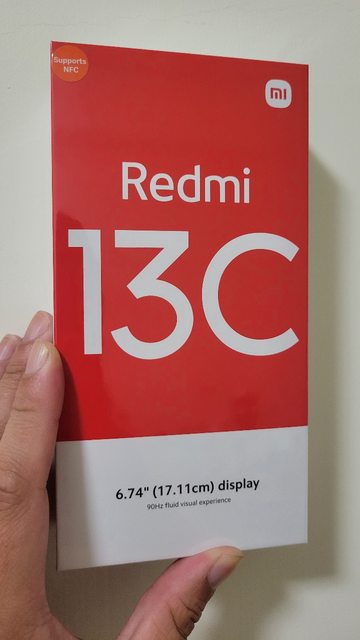 Supports
NFC
mi
Redmi
13C
6.74" (17.11cm) display
90Hz fluid visual experience